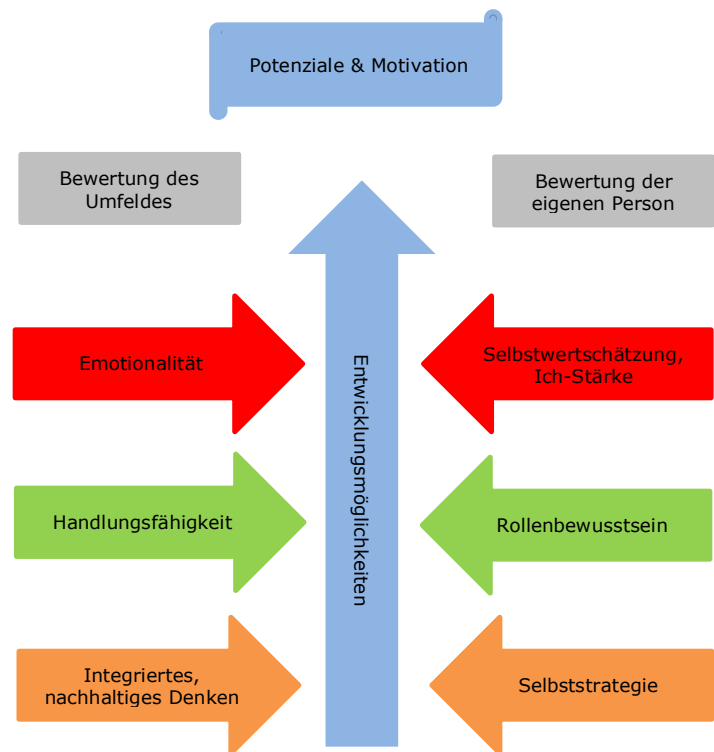 Potenziale & Motivation
Bewertung des
Umfeldes
Bewertung der
eigenen Person
Emotionalität
Selbstwertschätzung,
Ich-Stärke
Entwicklungsmöglichkeiten
Handlungsfähigkeit
Rollenbewusstsein
Integriertes,
nachhaltiges Denken
Selbststrategie